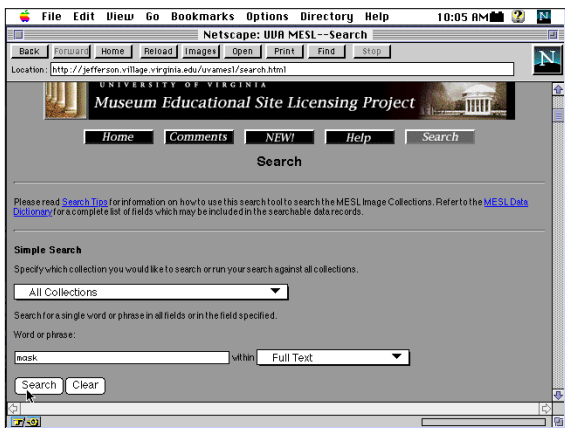 File Edit View Go Bookmarks Options Directory Help 10:05 AM
Netscape: UVA MESL--Search
Back Forward Home Reload Images Open Print Find Stop
Location: http://jefferson.village.virginia.edu/uvamesl/search.html
N
UNIVERSITY OF VIRGINIA
Museum Educational Site Licensing Project
Home Comments NEW! Help Search
Search
Please read Search Tips for information on how to use this search tool to search the MESL Image Collections. Refer to the MESL Data
Dictionary for a complete list of fields which may be included in the searchable data records.
Simple Search
Specify which collection you would like to search or run your search against all collections.
All Collections
Search for a single word or phrase in all fields or in the field specified.
Word or phrase:
mask within Full Text
Search Clear